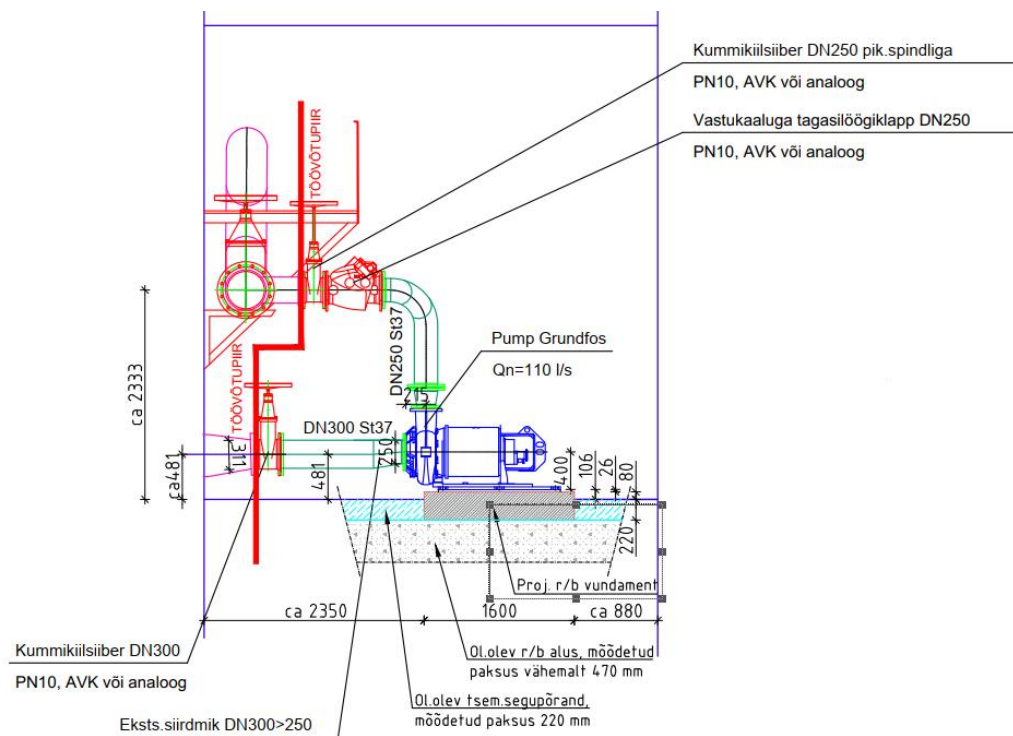 Kummikiilsiiber DN250 pik.spindliga
PN10, AVK või analoog
Vastukaaluga tagasilöögiklapp DN250
PN10, AVK või analoog
TÖÖVÕTUPIIR
TÖÖVÕTUPIIR
ca 2333
DN250 St37
215
Pump Grundfos
Qn=110 l/s
DN300 St37
250
311
ca481
481
400
106
26
80
220
Proj. r/b vundament
ca 2350
1600
ca 880
Kummikiilsiiber DN300
PN10, AVK või analoog
Ol.olev r/b alus, mõõdetud
paksus vähemalt 470 mm
Ol.olev tsem.segupõrand,
mõõdetud paksus 220 mm
Eksts.siirdmik DN300>250